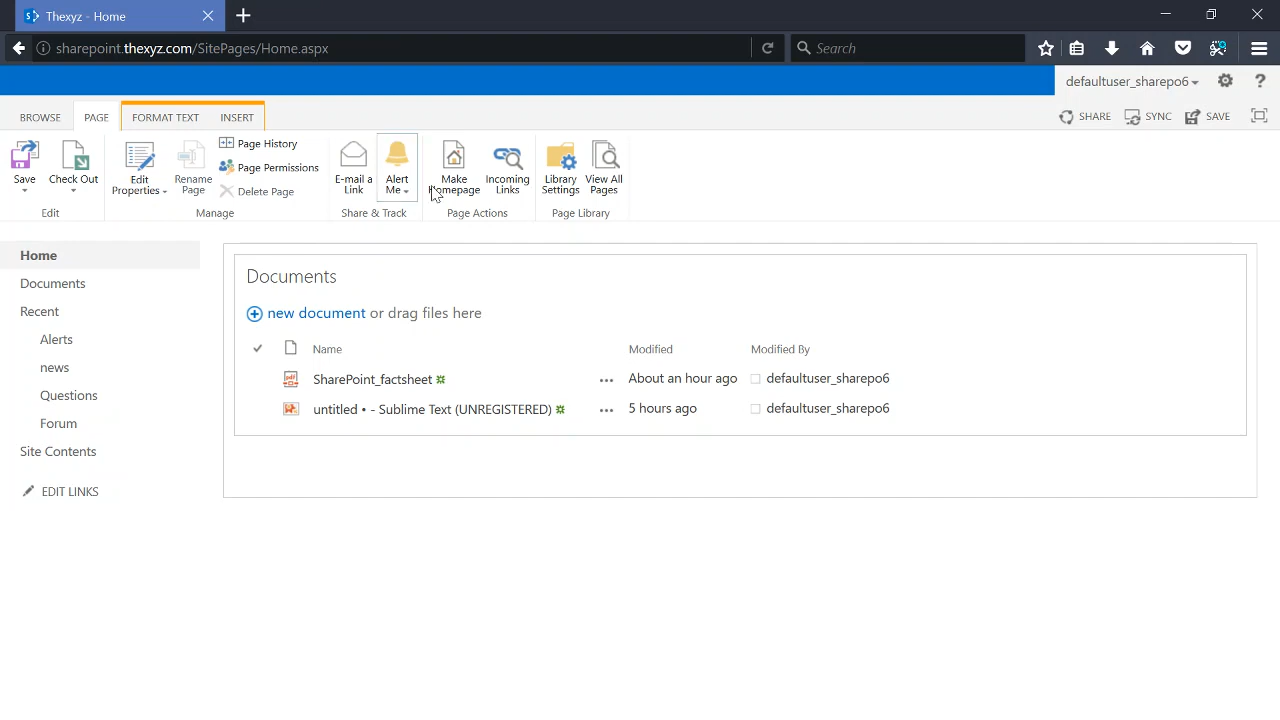 Thexyz - Home
sharepoint.thexyz.com/SitePages/Home.aspx
Search
defaultuser_sharepo6
BROWSE PAGE FORMAT TEXT INSERT
SHARE SYNC SAVE
Save
Check Out
Edit
Edit Properties
Rename Page
Page History
Page Permissions
Delete Page
Manage
E-mail a Link
Alert Me
Share & Track
Make Homepage
Incoming Links
Page Actions
Library Settings
View All Pages
Page Library
Home
Documents
Recent
Alerts
news
Questions
Forum
Site Contents
EDIT LINKS
Documents
new document or drag files here
Name Modified Modified By
SharePoint_factsheet ... About an hour ago defaultuser_sharepo6
untitled • - Sublime Text (UNREGISTERED) ... 5 hours ago defaultuser_sharepo6